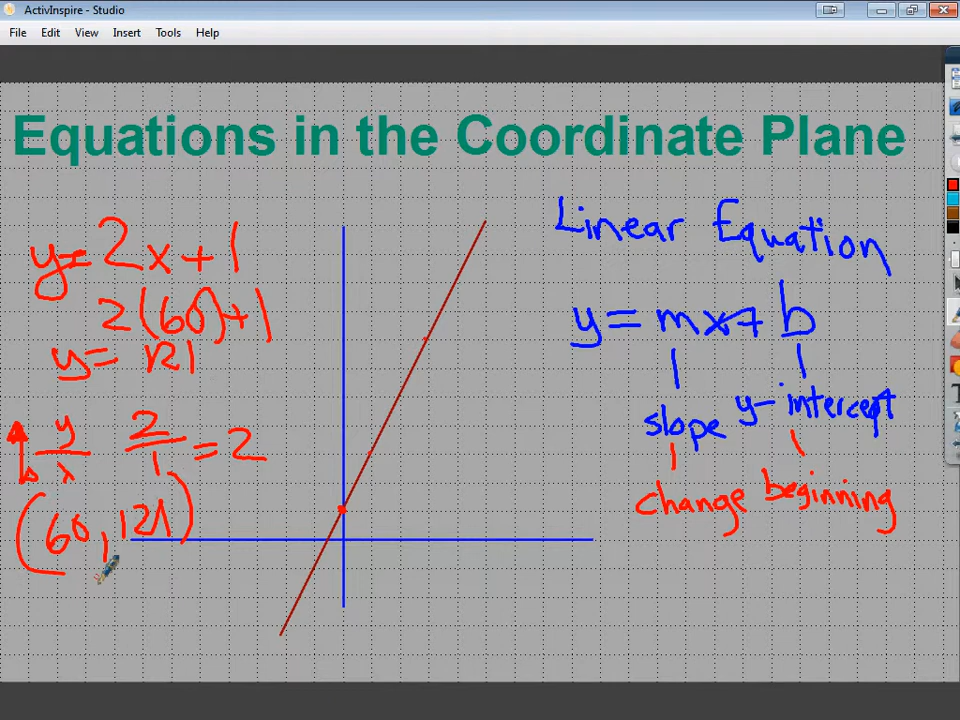 ActivInspire - Studio
File Edit View Insert Tools Help
Equations in the Coordinate Plane
y=2x+1
2(60)+1
y=121
y/x 2/1=2
(60,121)
Linear Equation
y=mx+b
slope y-intercept
change beginning